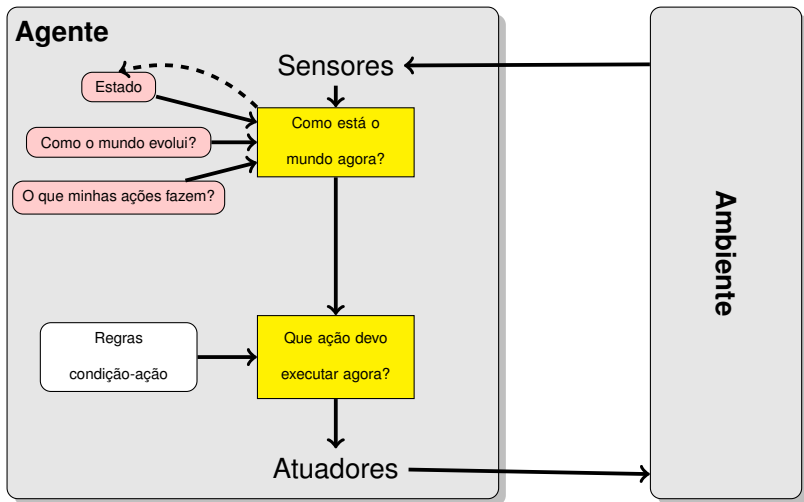 Agente
Sensores
Estado
Como está o
mundo agora?
Como o mundo evolui?
O que minhas ações fazem?
Ambiente
Regras
condição-ação
Que ação devo
executar agora?
Atuadores